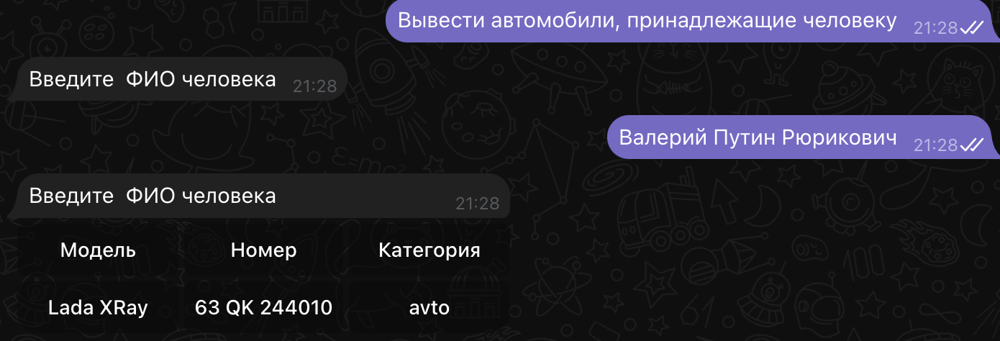 Вывести автомобили, принадлежащие человеку 21:28
Введите ФИО человека 21:28
Валерий Путин Рюрикович 21:28
Введите ФИО человека 21:28
Модель Номер Категория
Lada XRay 63 QK 244010 avto